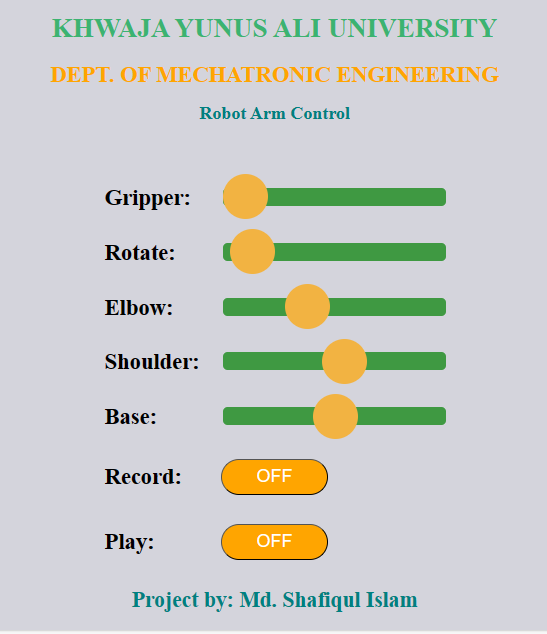 KHWAJA YUNUS ALI UNIVERSITY
DEPT. OF MECHATRONIC ENGINEERING
Robot Arm Control
Gripper:
Rotate:
Elbow:
Shoulder:
Base:
Record: OFF
Play: OFF
Project by: Md. Shafiqul Islam